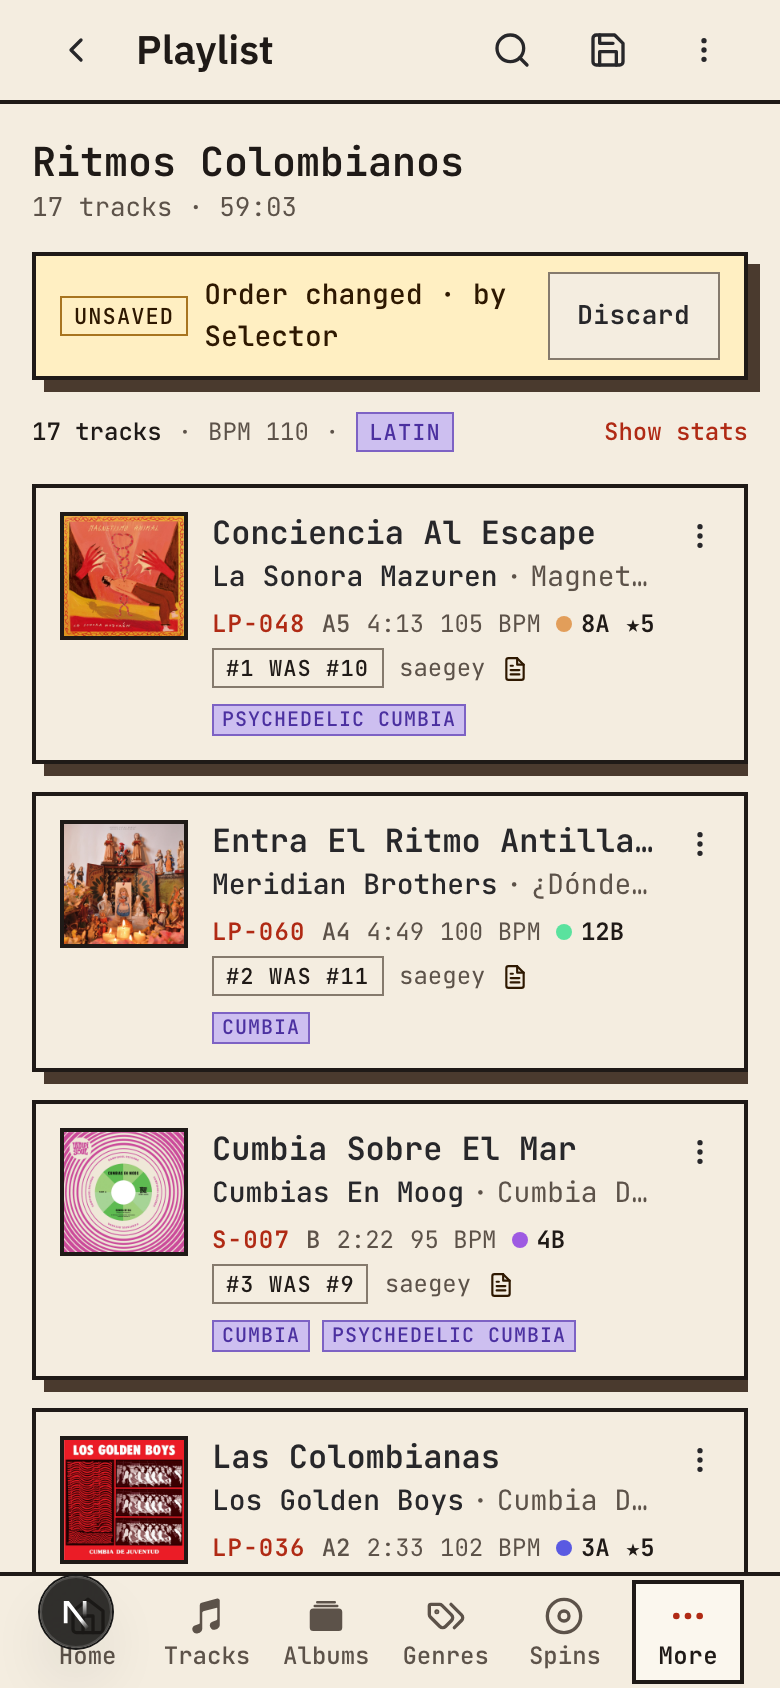 Playlist
Ritmos Colombianos
17 tracks · 59:03
UNSAVED
Order changed · by
Selector
Discard
17 tracks · BPM 110 · LATIN
Show stats
Conciencia Al Escape
La Sonora Mazuren · Magnet…
LP-048 A5 4:13 105 BPM 8A ★5
#1 WAS #10 saegey
PSYCHEDELIC CUMBIA
Entra El Ritmo Antilla…
Meridian Brothers · ¿Dónde…
LP-060 A4 4:49 100 BPM 12B
#2 WAS #11 saegey
CUMBIA
Cumbia Sobre El Mar
Cumbias En Moog · Cumbia D…
S-007 B 2:22 95 BPM 4B
#3 WAS #9 saegey
CUMBIA PSYCHEDELIC CUMBIA
LOS GOLDEN BOYS
CUMBIA DE JUVENTUD
Las Colombianas
Los Golden Boys · Cumbia D…
LP-036 A2 2:33 102 BPM 3A ★5
N
Home Tracks Albums Genres Spins More